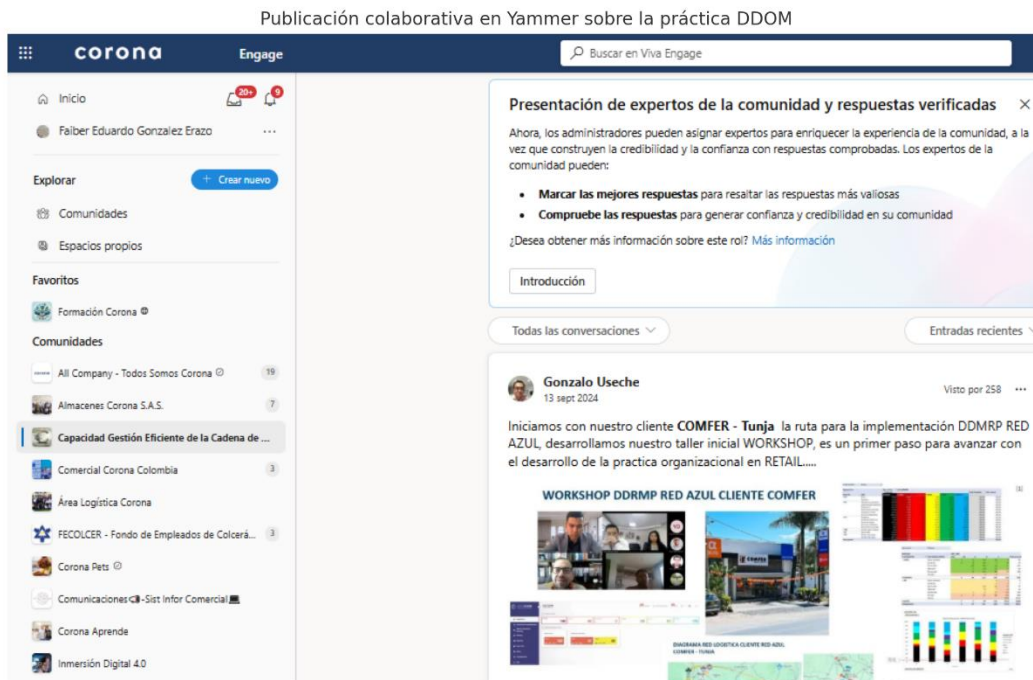 Publicación colaborativa en Yammer sobre la práctica DDOM
corona
Engage
Buscar en Viva Engage
Inicio
20+
9
Faiber Eduardo Gonzalez Erazo
Explorar
+ Crear nuevo
Comunidades
Espacios propios
Favoritos
Formación Corona
Comunidades
All Company - Todos Somos Corona
19
Almacenes Corona S.A.S.
7
Capacidad Gestión Eficiente de la Cadena de ...
Comercial Corona Colombia
3
Área Logística Corona
FECOLCER - Fondo de Empleados de Colcerá...
3
Corona Pets
Comunicaciones -Sist Infor Comercial
Corona Aprende
Inmersión Digital 4.0
Presentación de expertos de la comunidad y respuestas verificadas
Ahora, los administradores pueden asignar expertos para enriquecer la experiencia de la comunidad, a la
vez que construyen la credibilidad y la confianza con respuestas comprobadas. Los expertos de la
comunidad pueden:
• Marcar las mejores respuestas para resaltar las respuestas más valiosas
• Compruebe las respuestas para generar confianza y credibilidad en su comunidad
¿Desea obtener más información sobre este rol? Más información
Introducción
Todas las conversaciones
Entradas recientes
Gonzalo Useche
13 sept 2024
Visto por 258
Iniciamos con nuestro cliente COMFER - Tunja la ruta para la implementación DDMRP RED
AZUL, desarrollamos nuestro taller inicial WORKSHOP, es un primer paso para avanzar con
el desarrollo de la practica organizacional en RETAIL.....
WORKSHOP DDRMP RED AZUL CLIENTE COMFER
COMFER
DIAGRAMA RED LOGISTICA CLIENTE RED AZUL
COMFER - TUNJA